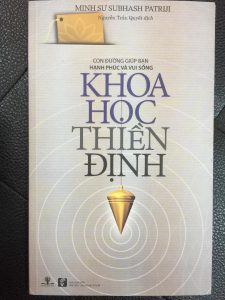 MINH SƯ SUBHASH PATRIJI
Nguyễn Trần Quyết dịch
CON ĐƯỜNG GIÚP BẠN
HẠNH PHÚC VÀ VUI SỐNG
KHOA
HỌC
THIỀN
ĐỊNH